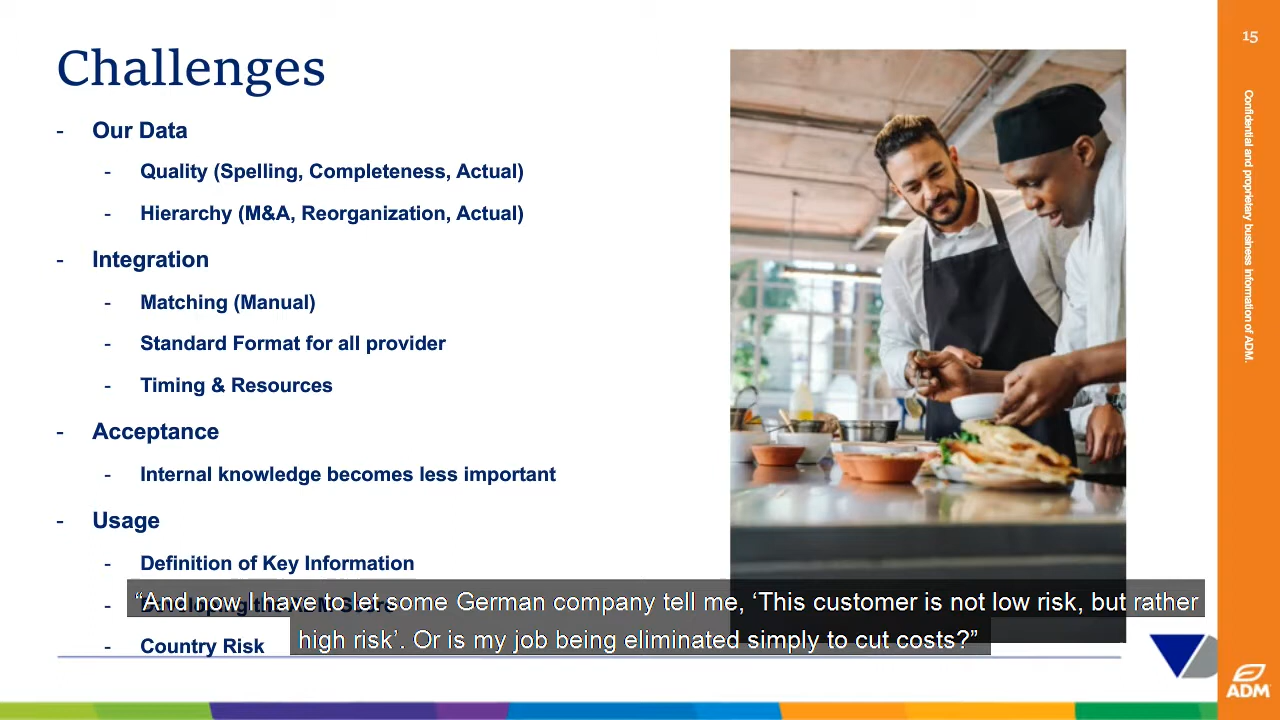 Challenges
- Our Data
- Quality (Spelling, Completeness, Actual)
- Hierarchy (M&A, Reorganization, Actual)
- Integration
- Matching (Manual)
- Standard Format for all provider
- Timing & Resources
- Acceptance
- Internal knowledge becomes less important
- Usage
- Definition of Key Information
- Country Risk
“And now I have to let some German company tell me, ‘This customer is not low risk, but rather
high risk’. Or is my job being eliminated simply to cut costs?”
15
Confidential and proprietary business information of ADM.
ADM